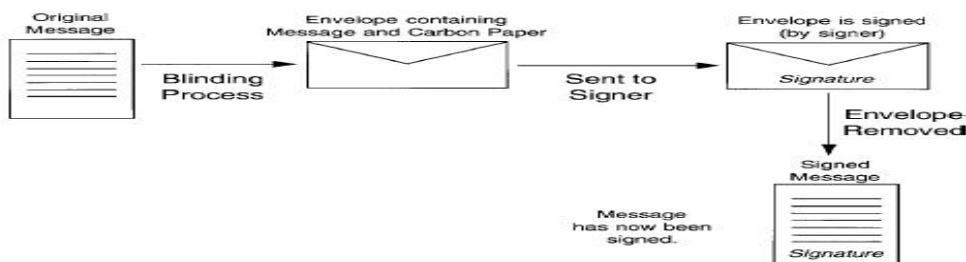 Original
Message
Blinding
Process
Envelope containing
Message and Carbon Paper
Sent to
Signer
Envelope is signed
(by signer)
Signature
Envelope
Removed
Signed
Message
Signature
Message
has now been
signed.